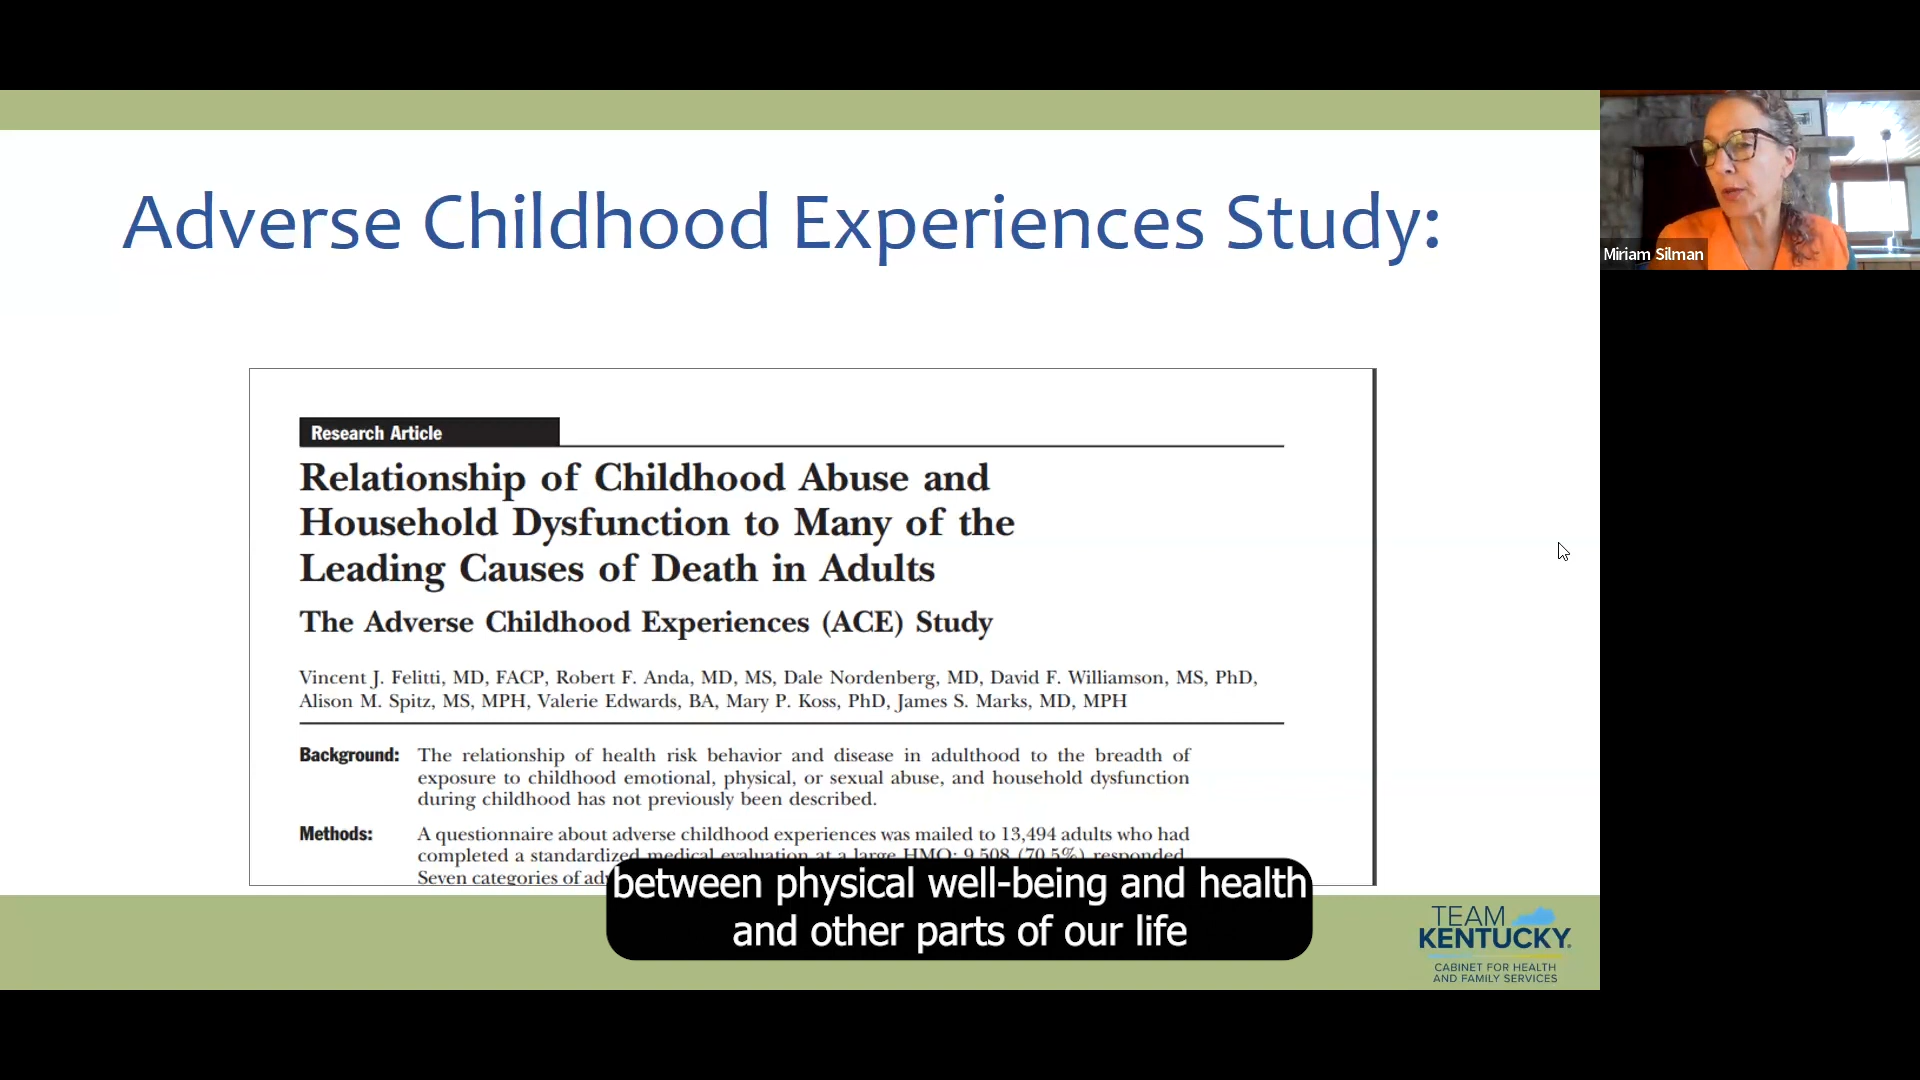 Adverse Childhood Experiences Study:
Miriam Silman
Research Article
Relationship of Childhood Abuse and
Household Dysfunction to Many of the
Leading Causes of Death in Adults
The Adverse Childhood Experiences (ACE) Study
Vincent J. Felitti, MD, FACP, Robert F. Anda, MD, MS, Dale Nordenberg, MD, David F. Williamson, MS, PhD,
Alison M. Spitz, MS, MPH, Valerie Edwards, BA, Mary P. Koss, PhD, James S. Marks, MD, MPH
Background: The relationship of health risk behavior and disease in adulthood to the breadth of
exposure to childhood emotional, physical, or sexual abuse, and household dysfunction
during childhood has not previously been described.
Methods: A questionnaire about adverse childhood experiences was mailed to 13,494 adults who had
completed a standardized medical evaluation at a large HMO; 9,508 (70.5%) responded.
Seven categories of
between physical well-being and health
and other parts of our life
TEAM
KENTUCKY
CABINET FOR HEALTH
AND FAMILY SERVICES